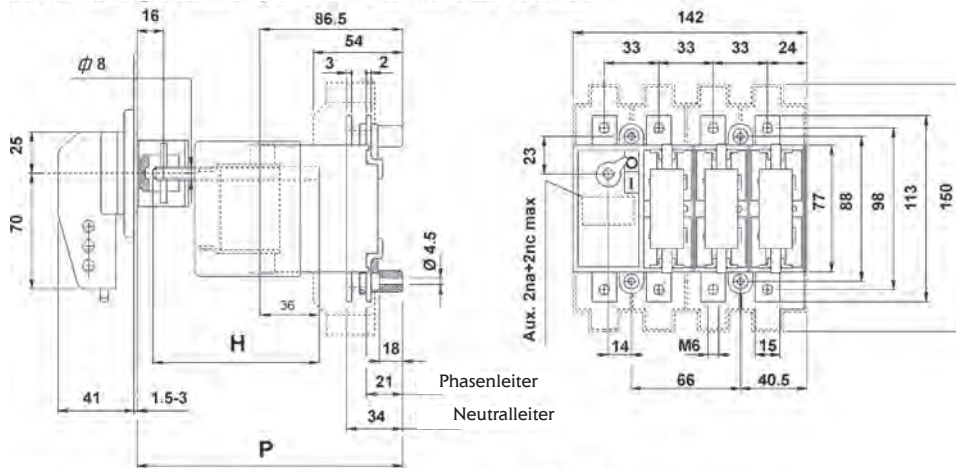 16
86.5
54
3
2
ф 8
25
70
36
H
18
21
Phasenleiter
34
Neutralleiter
41
1.5-3
P
Ø 4.5
142
33
33
33
24
23
O
I
Aux. 2na+2nc max
77
88
98
113
150
14
M6
15
66
40.5